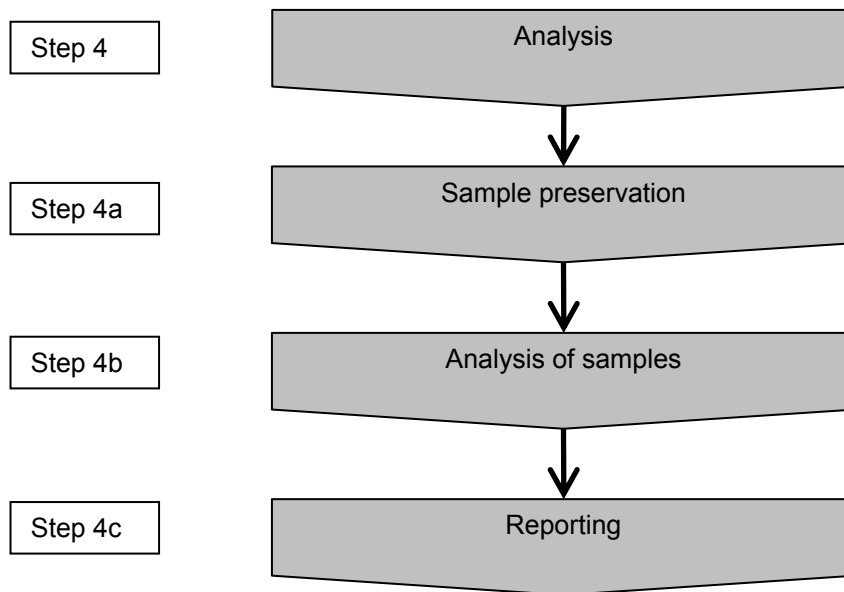 Step 4
Analysis
Step 4a
Sample preservation
Step 4b
Analysis of samples
Step 4c
Reporting